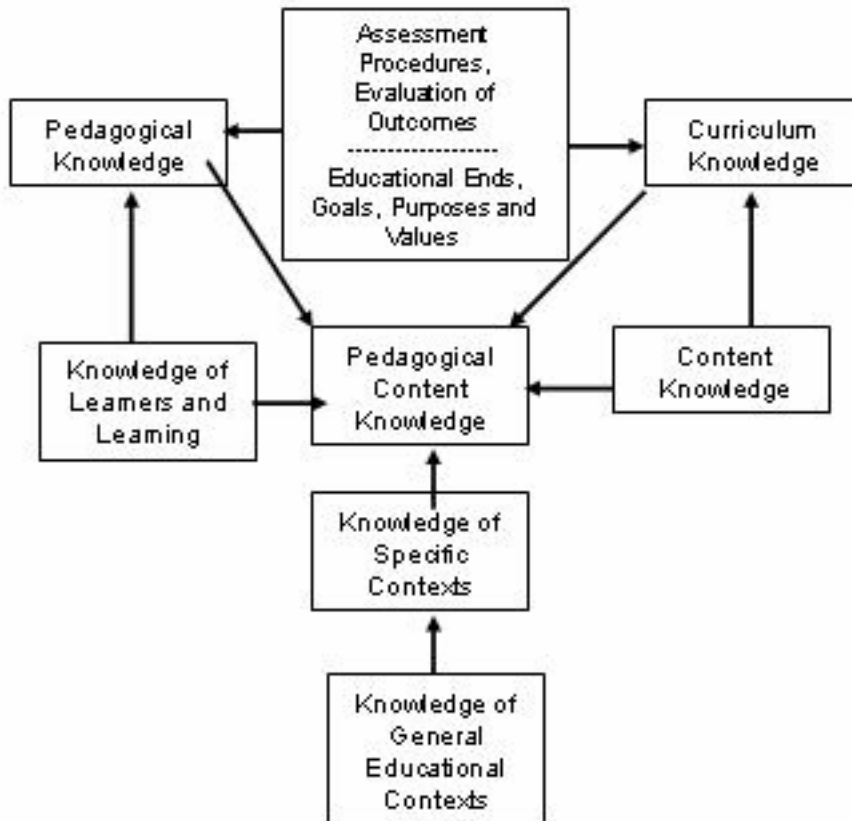 Assessment
Procedures,
Evaluation of
Outcomes
--------------------
Educational Ends,
Goals, Purposes and
Values
Pedagogical
Knowledge
Curriculum
Knowledge
Knowledge of
Learners and
Learning
Pedagogical
Content
Knowledge
Content
Knowledge
Knowledge of
Specific
Contexts
Knowledge of
General
Educational
Contexts